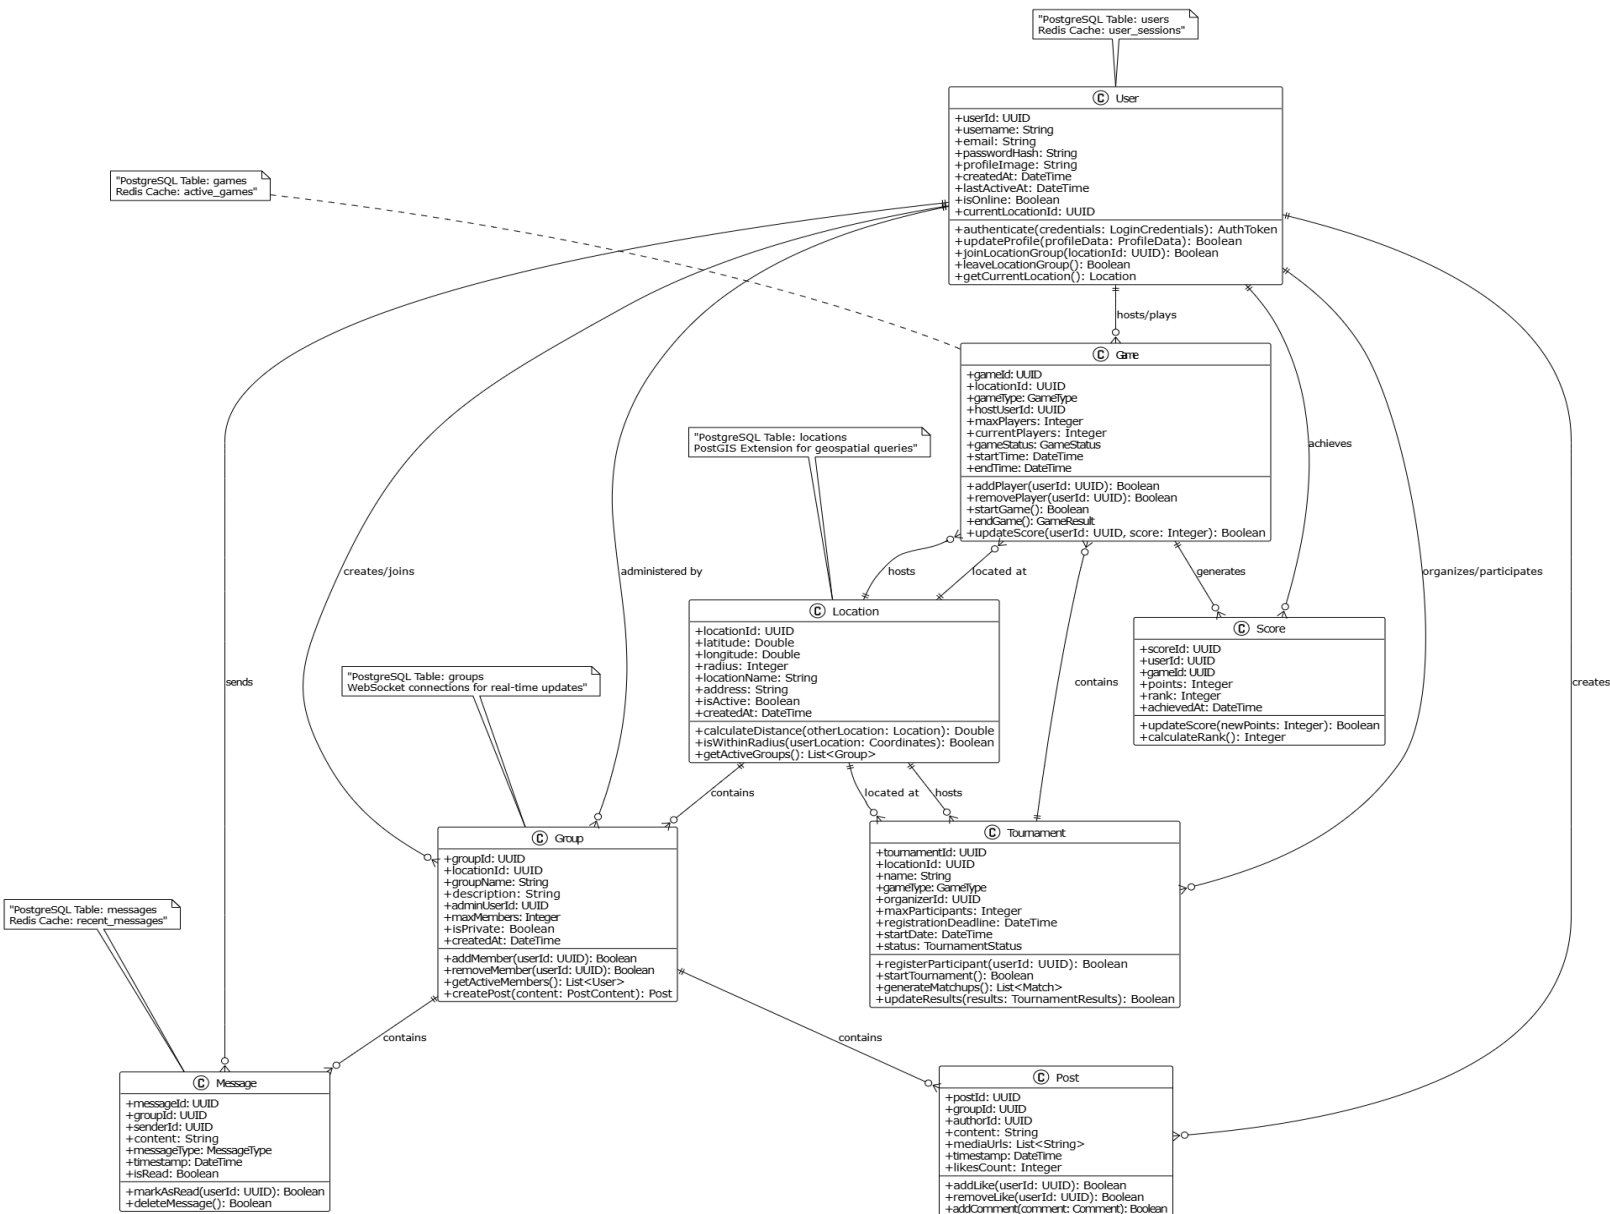 "PostgreSQL Table: users
Redis Cache: user_sessions"
C User
+userId: UUID
+username: String
+email: String
+passwordHash: String
+profileImage: String
+createdAt: DateTime
+lastActiveAt: DateTime
+isOnline: Boolean
+currentLocationId: UUID
+authenticate(credentials: LoginCredentials): AuthToken
+updateProfile(profileData: ProfileData): Boolean
+joinLocationGroup(locationId: UUID): Boolean
+leaveLocationGroup(): Boolean
+getCurrentLocation(): Location
"PostgreSQL Table: games
Redis Cache: active_games"
hosts/plays
C Game
+gameId: UUID
+locationId: UUID
+gameType: GameType
+hostUserId: UUID
+maxPlayers: Integer
+currentPlayers: Integer
+gameStatus: GameStatus
+startTime: DateTime
+endTime: DateTime
+addPlayer(userId: UUID): Boolean
+removePlayer(userId: UUID): Boolean
+startGame(): Boolean
+endGame(): GameResult
+updateScore(userId: UUID, score: Integer): Boolean
"PostgreSQL Table: locations
PostGIS Extension for geospatial queries"
achieves
creates/joins
administered by
hosts
located at
generates
organizes/participates
C Location
+locationId: UUID
+latitude: Double
+longitude: Double
+radius: Integer
+locationName: String
+address: String
+isActive: Boolean
+createdAt: DateTime
+calculateDistance(otherLocation: Location): Double
+isWithinRadius(userLocation: Coordinates): Boolean
+getActiveGroups(): List<Group>
C Score
+scoreId: UUID
+userId: UUID
+gameId: UUID
+points: Integer
+rank: Integer
+achievedAt: DateTime
+updateScore(newPoints: Integer): Boolean
+calculateRank(): Integer
"PostgreSQL Table: groups
WebSocket connections for real-time updates"
sends
contains
creates
contains
located at
hosts
C Group
+groupId: UUID
+locationId: UUID
+groupName: String
+description: String
+adminUserId: UUID
+maxMembers: Integer
+isPrivate: Boolean
+createdAt: DateTime
+addMember(userId: UUID): Boolean
+removeMember(userId: UUID): Boolean
+getActiveMembers(): List<User>
+createPost(content: PostContent): Post
C Tournament
+tournamentId: UUID
+locationId: UUID
+name: String
+gameType: GameType
+organizerId: UUID
+maxParticipants: Integer
+registrationDeadline: DateTime
+startDate: DateTime
+status: TournamentStatus
+registerParticipant(userId: UUID): Boolean
+startTournament(): Boolean
+generateMatchups(): List<Match>
+updateResults(results: TournamentResults): Boolean
"PostgreSQL Table: messages
Redis Cache: recent_messages"
contains
contains
C Message
+messageId: UUID
+groupId: UUID
+senderId: UUID
+content: String
+messageType: MessageType
+timestamp: DateTime
+isRead: Boolean
+markAsRead(userId: UUID): Boolean
+deleteMessage(): Boolean
C Post
+postId: UUID
+groupId: UUID
+authorId: UUID
+content: String
+mediaUrls: List<String>
+timestamp: DateTime
+likesCount: Integer
+addLike(userId: UUID): Boolean
+removeLike(userId: UUID): Boolean
+addComment(comment: Comment): Boolean